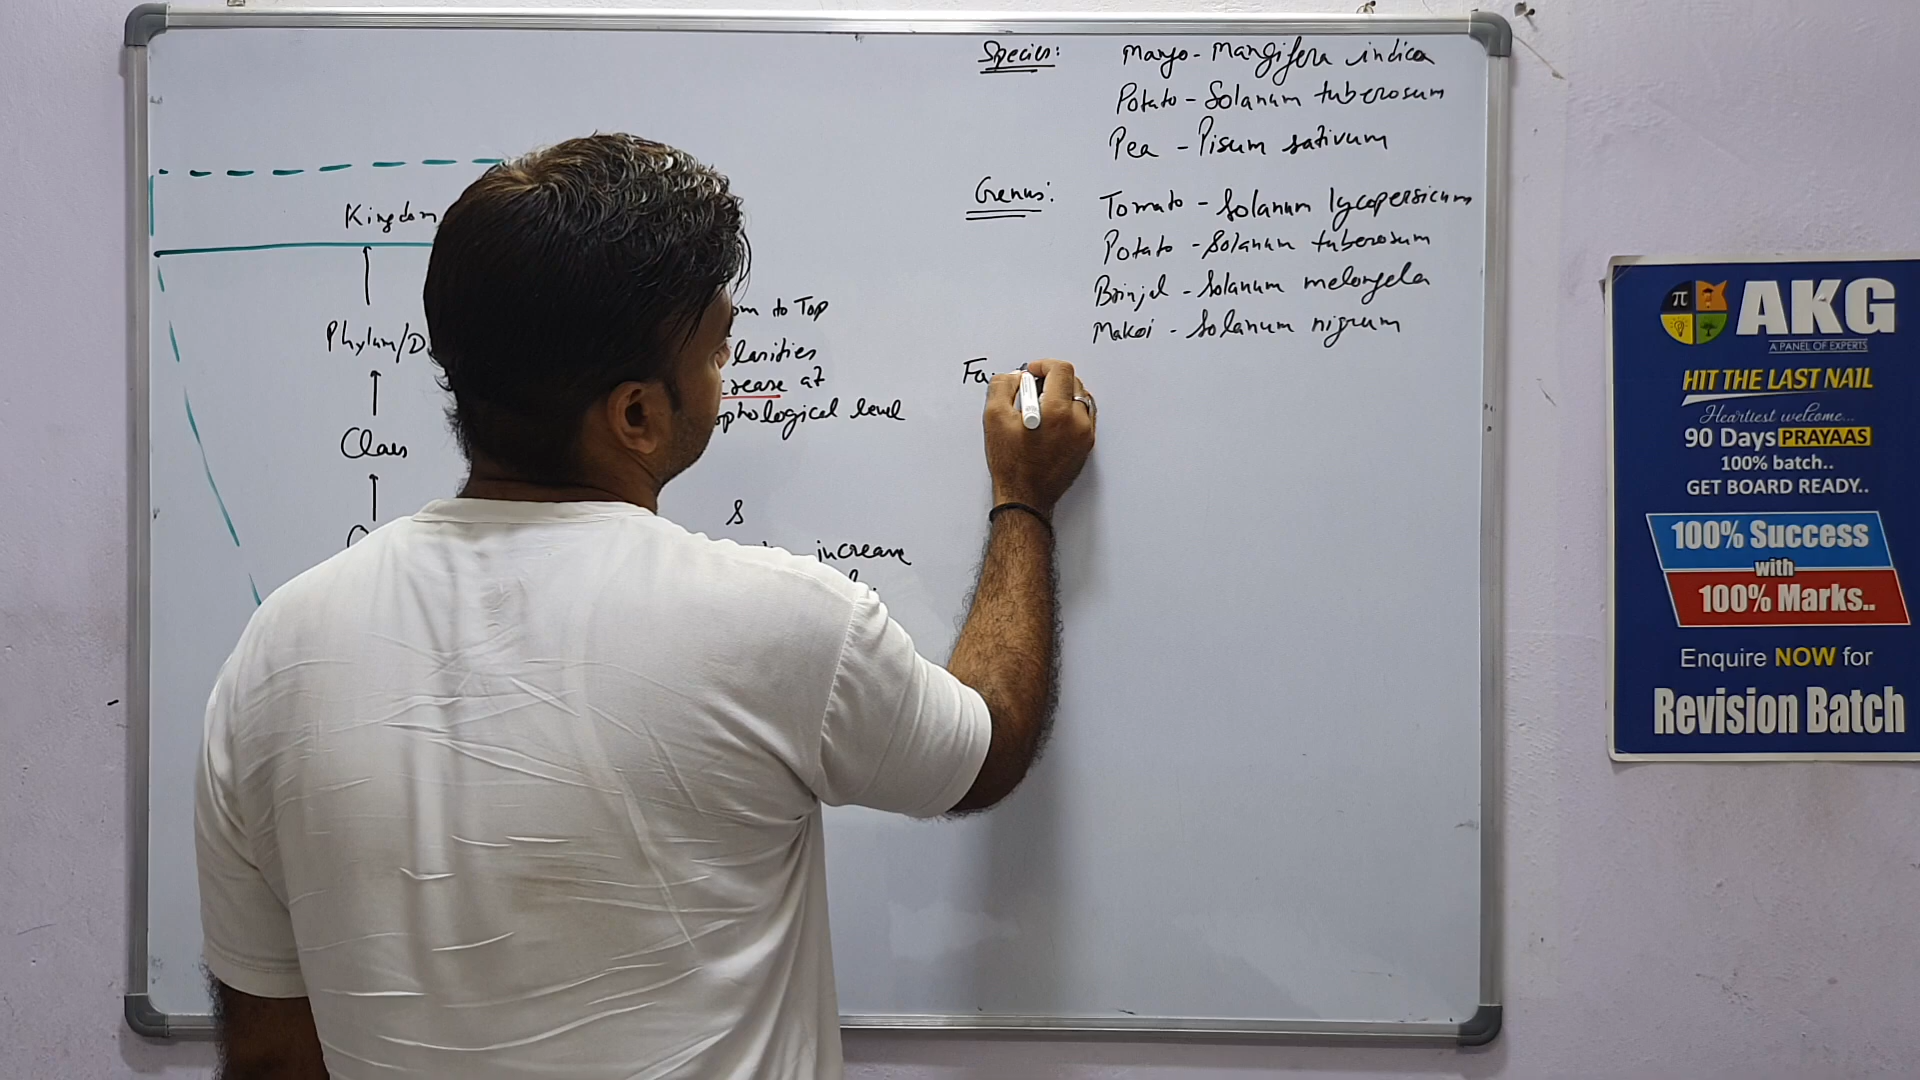 Species: Mango - Mangifera indica
Potato - Solanum tuberosum
Pea - Pisum sativum
Genus: Tomato - Solanum lycopersicum
Potato - Solanum tuberosum
Brinjel - Solanum melongela
Makoi - Solanum nigrum
Fa
Kingdom
Phylum/D
Class
om to Top
larities
crease at
ophological level
s
increase
AKG
A PANEL OF EXPERTS
HIT THE LAST NAIL
Heartiest welcome...
90 Days PRAYAAS
100% batch..
GET BOARD READY..
100% Success
with
100% Marks..
Enquire NOW for
Revision Batch